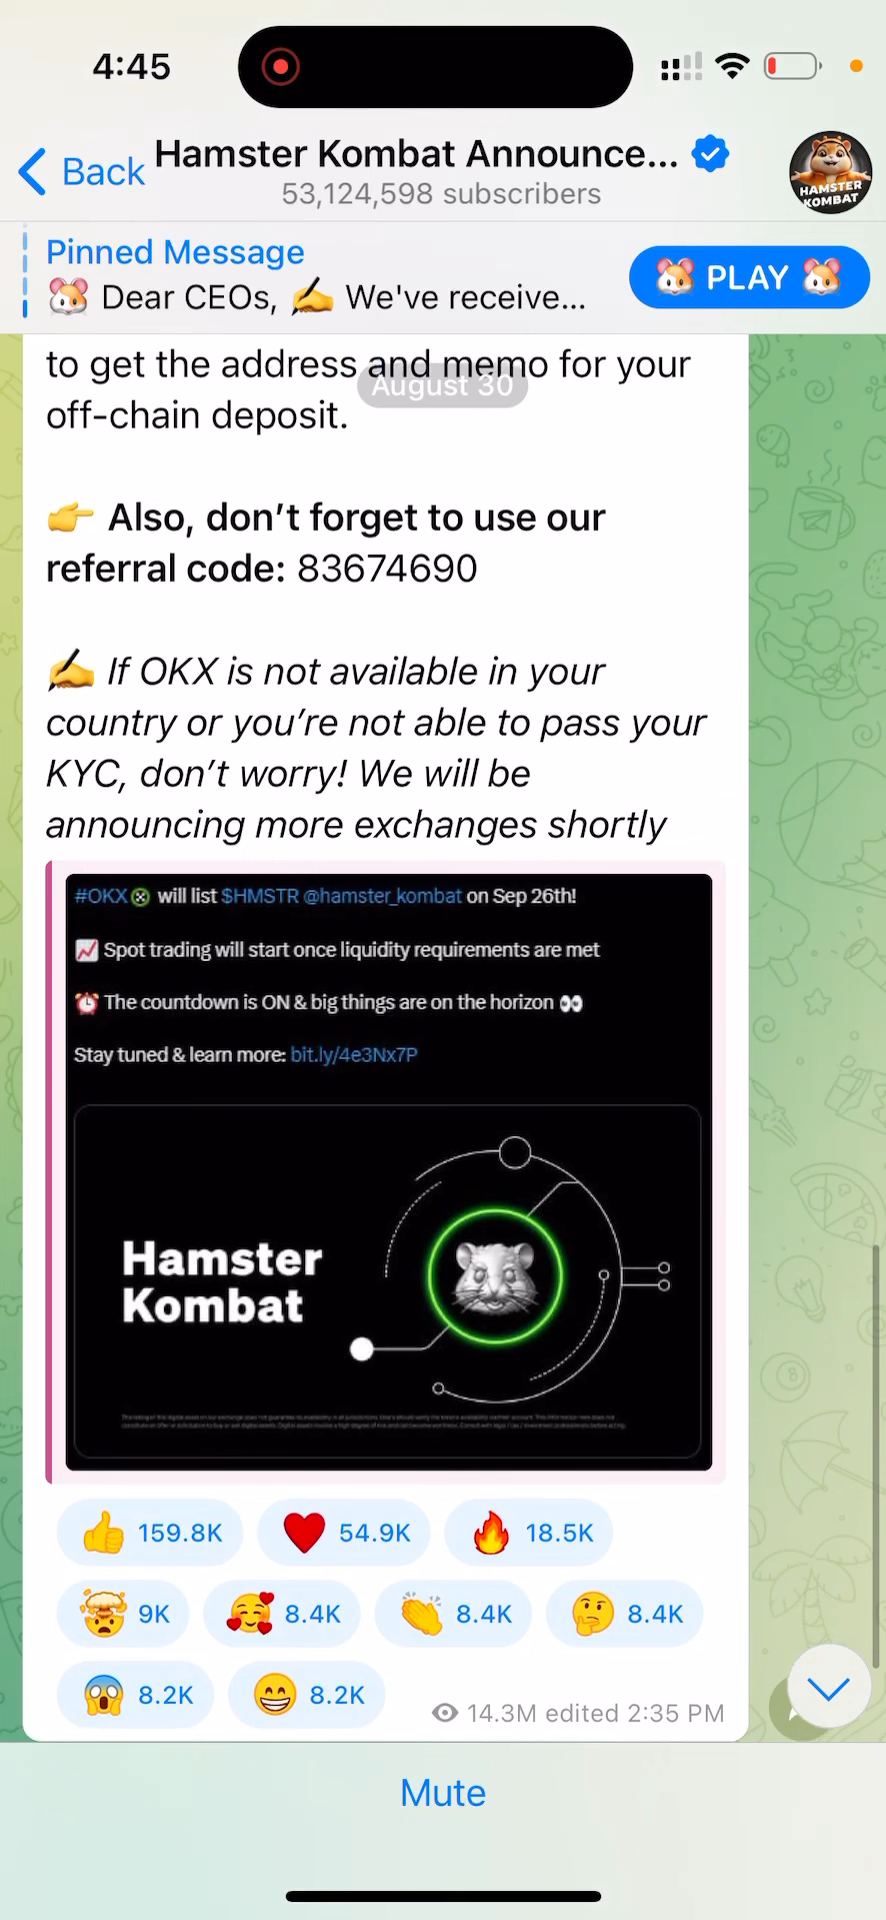 4:45
Back
Hamster Kombat Announce...
53,124,598 subscribers
Pinned Message
🐹 Dear CEOs, ✍️ We've receive...
🐹 PLAY 🐹
to get the address and memo for your
August 30
off-chain deposit.
👉 Also, don’t forget to use our
referral code: 83674690
✍️ If OKX is not available in your
country or you’re not able to pass your
KYC, don’t worry! We will be
announcing more exchanges shortly
#OKX will list $HMSTR @hamster_kombat on Sep 26th!
📈 Spot trading will start once liquidity requirements are met
⏰ The countdown is ON & big things are on the horizon 👀
Stay tuned & learn more: bit.ly/4e3Nx7P
Hamster
Kombat
👍 159.8K ❤️ 54.9K 🔥 18.5K
🤯 9K 🥰 8.4K 👏 8.4K 🤔 8.4K
😱 8.2K 😁 8.2K
14.3M edited 2:35 PM
Mute
HAMSTER
KOMBAT